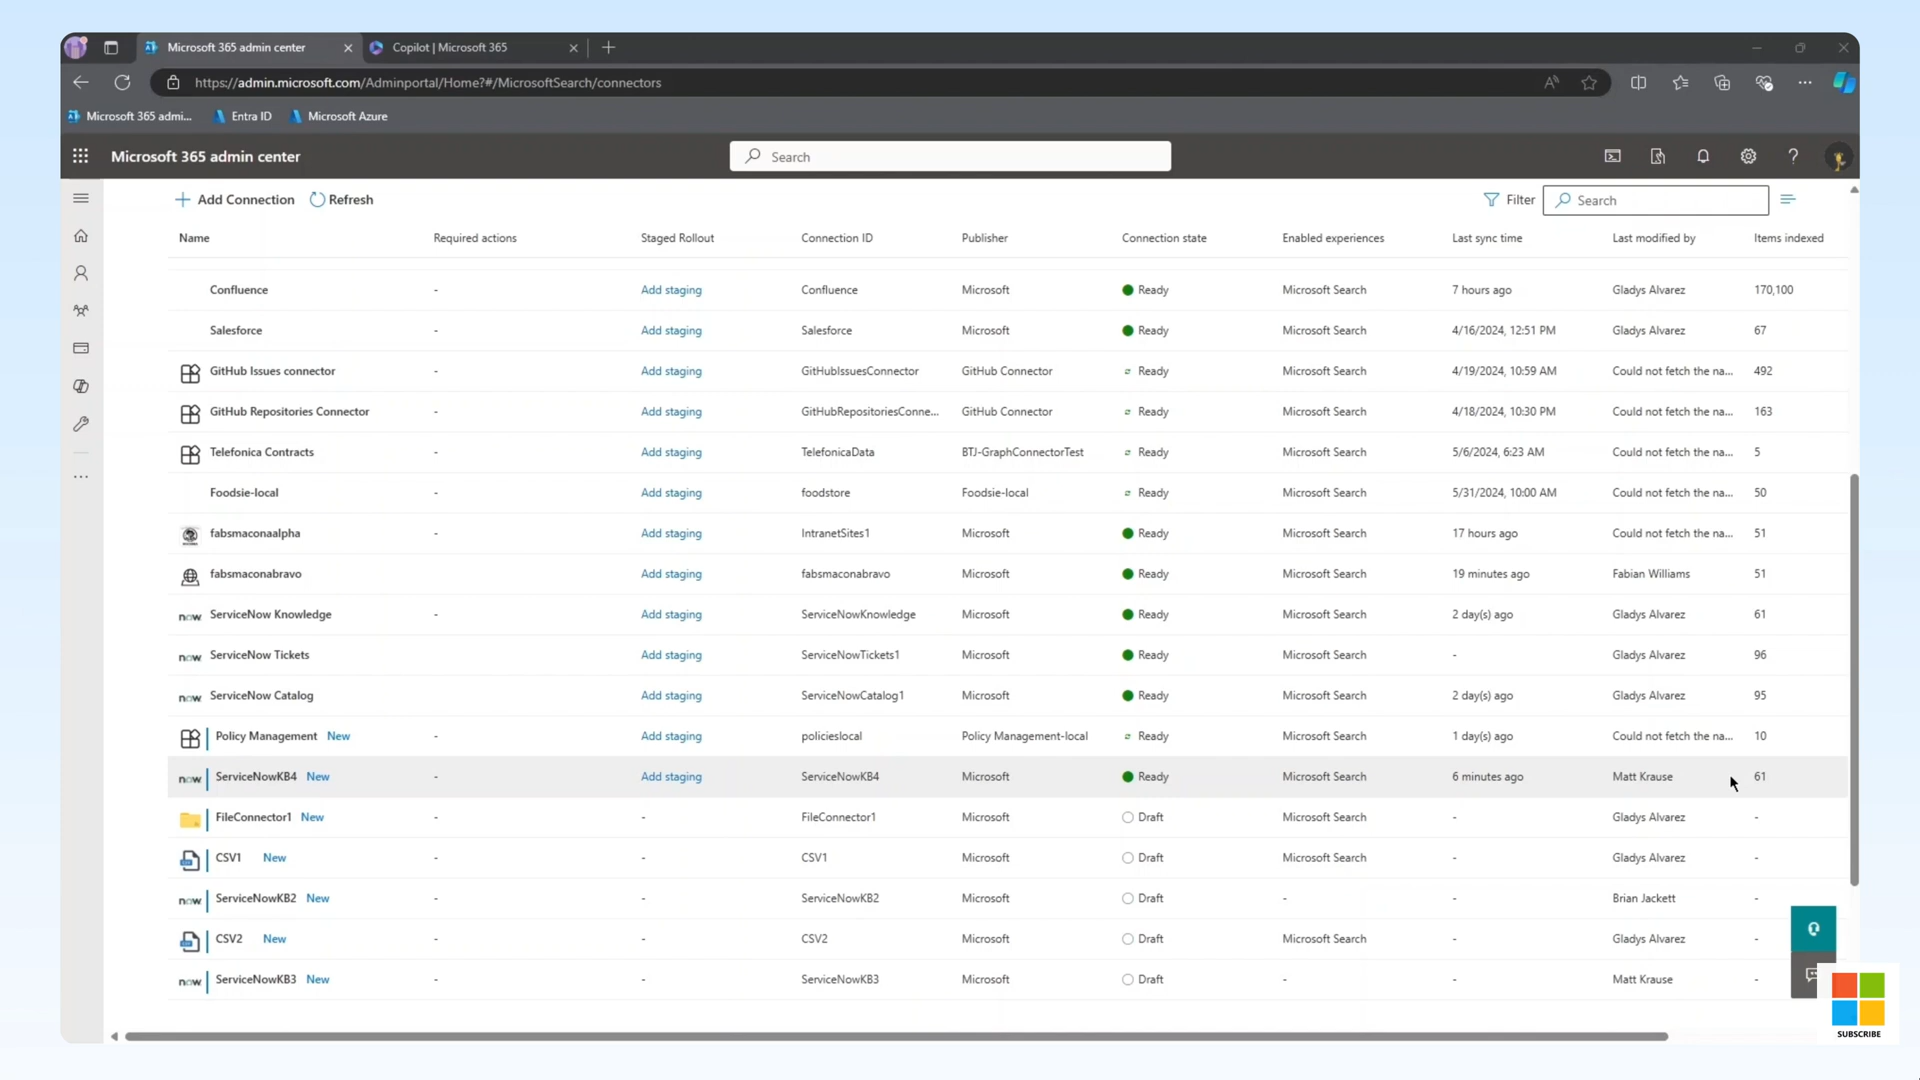 Microsoft 365 admin center
Copilot | Microsoft 365
https://admin.microsoft.com/Adminportal/Home?#/MicrosoftSearch/connectors
Microsoft 365 admi...
Entra ID
Microsoft Azure
Microsoft 365 admin center
Search
Add Connection
Refresh
Filter
Search
Name Required actions Staged Rollout Connection ID Publisher Connection state Enabled experiences Last sync time Last modified by Items indexed
Confluence - Add staging Confluence Microsoft Ready Microsoft Search 7 hours ago Gladys Alvarez 170,100
Salesforce - Add staging Salesforce Microsoft Ready Microsoft Search 4/16/2024, 12:51 PM Gladys Alvarez 67
GitHub Issues connector - Add staging GitHubIssuesConnector GitHub Connector Ready Microsoft Search 4/19/2024, 10:59 AM Could not fetch the na... 492
GitHub Repositories Connector - Add staging GitHubRepositoriesConne... GitHub Connector Ready Microsoft Search 4/18/2024, 10:30 PM Could not fetch the na... 163
Telefonica Contracts - Add staging TelefonicaData BTJ-GraphConnectorTest Ready Microsoft Search 5/6/2024, 6:23 AM Could not fetch the na... 5
Foodsie-local - Add staging foodstore Foodsie-local Ready Microsoft Search 5/31/2024, 10:00 AM Could not fetch the na... 50
fabsmaconaalpha - Add staging IntranetSites1 Microsoft Ready Microsoft Search 17 hours ago Could not fetch the na... 51
fabsmaconabravo Add staging fabsmaconabravo Microsoft Ready Microsoft Search 19 minutes ago Fabian Williams 51
now ServiceNow Knowledge - Add staging ServiceNowKnowledge Microsoft Ready Microsoft Search 2 day(s) ago Gladys Alvarez 61
now ServiceNow Tickets - Add staging ServiceNowTickets1 Microsoft Ready Microsoft Search - Gladys Alvarez 96
now ServiceNow Catalog - Add staging ServiceNowCatalog1 Microsoft Ready Microsoft Search 2 day(s) ago Gladys Alvarez 95
Policy Management New - Add staging policieslocal Policy Management-local Ready Microsoft Search 1 day(s) ago Could not fetch the na... 10
now ServiceNowKB4 New - Add staging ServiceNowKB4 Microsoft Ready Microsoft Search 6 minutes ago Matt Krause 61
FileConnector1 New - - FileConnector1 Microsoft Draft Microsoft Search - Gladys Alvarez -
CSV1 New - - CSV1 Microsoft Draft Microsoft Search - Gladys Alvarez -
now ServiceNowKB2 New - - ServiceNowKB2 Microsoft Draft - - Brian Jackett -
CSV2 New - - CSV2 Microsoft Draft Microsoft Search - Gladys Alvarez -
now ServiceNowKB3 New - - ServiceNowKB3 Microsoft Draft - - Matt Krause -
SUBSCRIBE